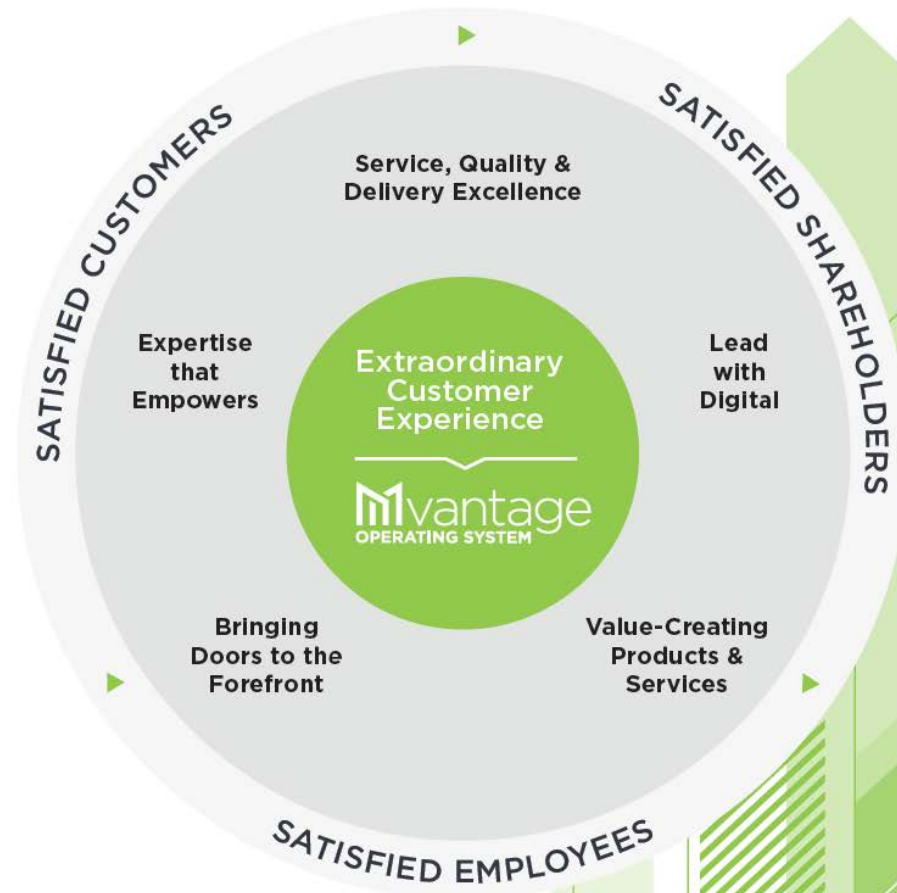 SATISFIED CUSTOMERS
SATISFIED SHAREHOLDERS
Service, Quality &
Delivery Excellence
Expertise
that
Empowers
Extraordinary
Customer
Experience
Mvantage
OPERATING SYSTEM
Lead
with
Digital
Bringing
Doors to the
Forefront
Value-Creating
Products &
Services
SATISFIED EMPLOYEES